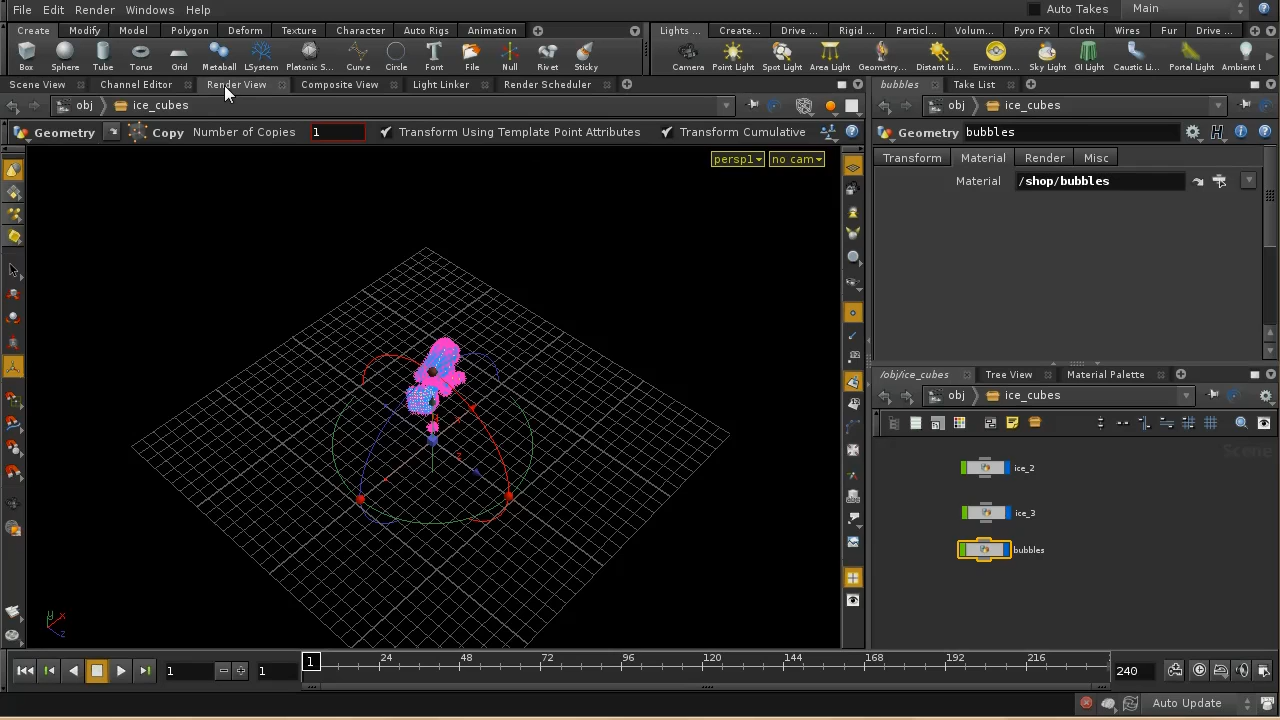 File Edit Render Windows Help Auto Takes Main
Create Modify Model Polygon Deform Texture Character Auto Rigs Animation Lights ... Create... Drive ... Rigid ... Particl... Volum... Pyro FX Cloth Wires Fur Drive ...
Box Sphere Tube Torus Grid Metaball LSystem Platonic S... Curve Circle Font File Null Rivet Sticky Camera Point Light Spot Light Area Light Geometry... Distant Li... Environ... Sky Light GI Light Caustic Li... Portal Light Ambient L
Scene View Channel Editor Render View Composite View Light Linker Render Scheduler bubbles Take List
obj ice_cubes obj ice_cubes
Geometry Copy Number of Copies 1 Transform Using Template Point Attributes Transform Cumulative Geometry bubbles
persp1 no cam Transform Material Render Misc
Material /shop/bubbles
/obj/ice_cubes Tree View Material Palette
obj ice_cubes
Scene
ice_2
ice_3
bubbles
y x
z
1 1 1 24 48 72 96 120 144 168 192 216 240
Auto Update